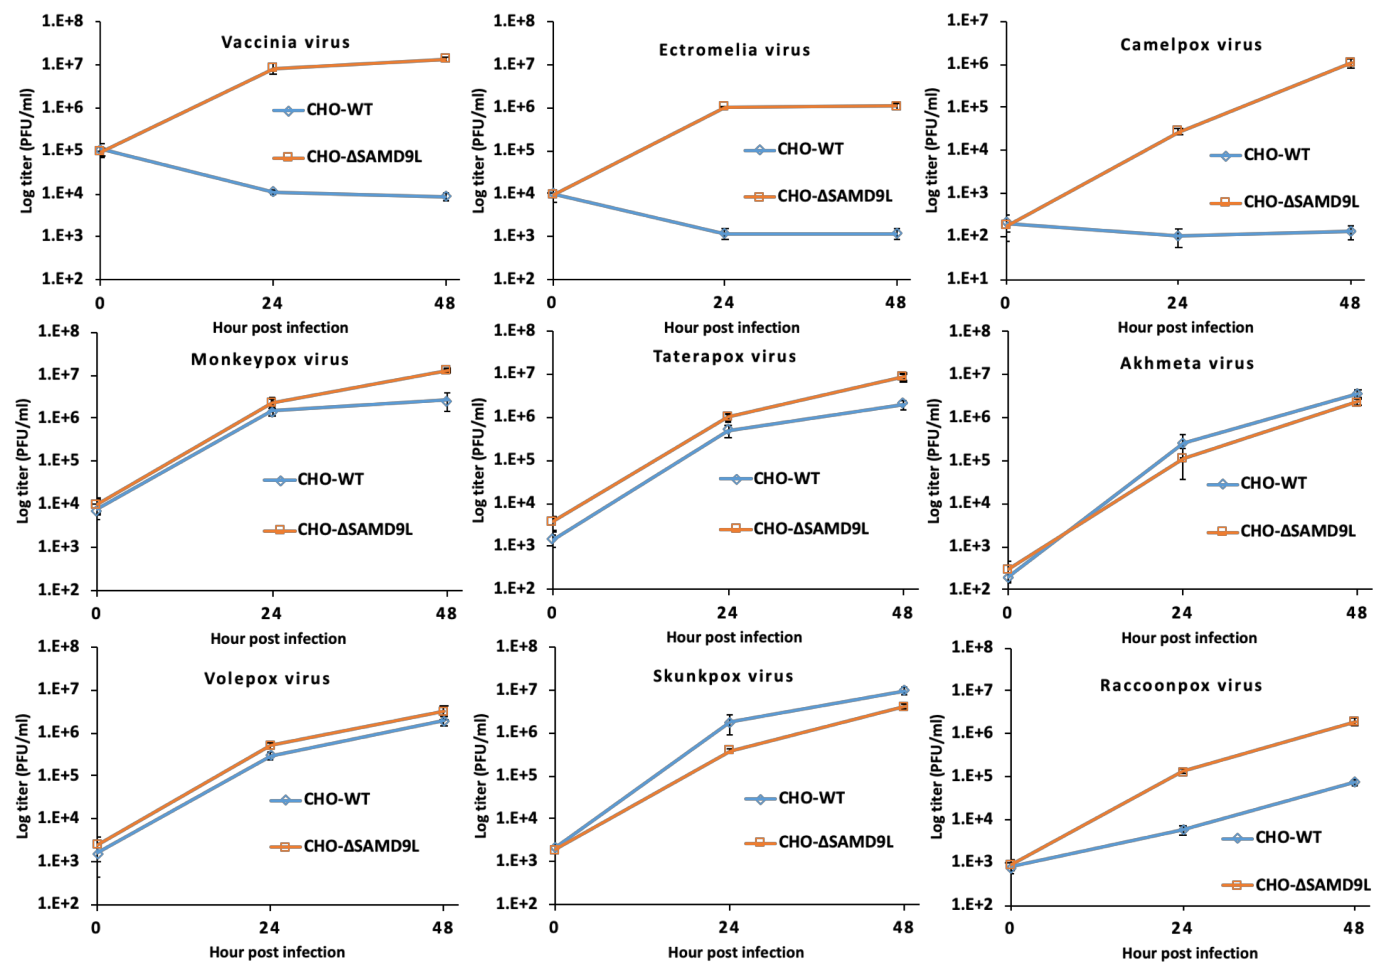 Vaccinia virus
Log titer (PFU/ml)
1.E+8
1.E+7
1.E+6
1.E+5
1.E+4
1.E+3
1.E+2
CHO-WT
CHO-ΔSAMD9L
0 24 48
Hour post infection
Ectromelia virus
Log titer (PFU/ml)
1.E+8
1.E+7
1.E+6
1.E+5
1.E+4
1.E+3
1.E+2
CHO-WT
CHO-ΔSAMD9L
0 24 48
Hour post infection
Camelpox virus
Log titer (PFU/ml)
1.E+7
1.E+6
1.E+5
1.E+4
1.E+3
1.E+2
1.E+1
CHO-WT
CHO-ΔSAMD9L
0 24 48
Hour post infection
Monkeypox virus
Log titer (PFU/ml)
1.E+8
1.E+7
1.E+6
1.E+5
1.E+4
1.E+3
1.E+2
CHO-WT
CHO-ΔSAMD9L
0 24 48
Hour post infection
Taterapox virus
Log titer (PFU/ml)
1.E+8
1.E+7
1.E+6
1.E+5
1.E+4
1.E+3
1.E+2
CHO-WT
CHO-ΔSAMD9L
0 24 48
Hour post infection
Akhmeta virus
Log titer (PFU/ml)
1.E+8
1.E+7
1.E+6
1.E+5
1.E+4
1.E+3
1.E+2
CHO-WT
CHO-ΔSAMD9L
0 24 48
Hour post infection
Volepox virus
Log titer (PFU/ml)
1.E+8
1.E+7
1.E+6
1.E+5
1.E+4
1.E+3
1.E+2
CHO-WT
CHO-ΔSAMD9L
0 24 48
Hour post infection
Skunkpox virus
Log titer (PFU/ml)
1.E+8
1.E+7
1.E+6
1.E+5
1.E+4
1.E+3
1.E+2
CHO-WT
CHO-ΔSAMD9L
0 24 48
Hour post infection
Raccoonpox virus
Log titer (PFU/ml)
1.E+8
1.E+7
1.E+6
1.E+5
1.E+4
1.E+3
1.E+2
CHO-WT
CHO-ΔSAMD9L
0 24 48
Hour post infection